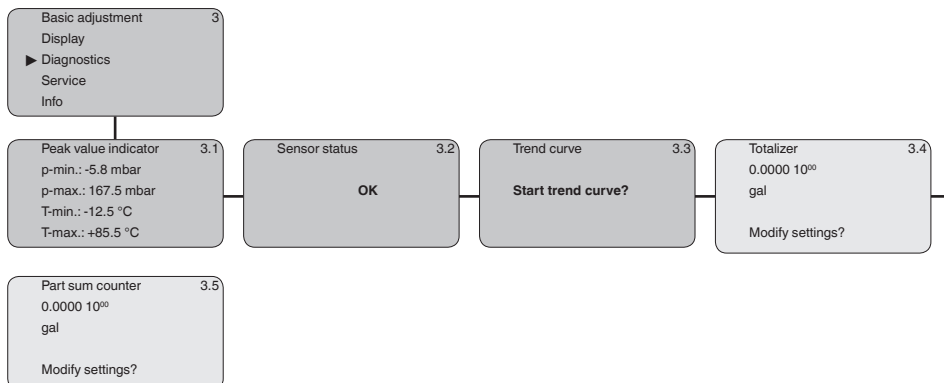 Basic adjustment 3
Display
▶ Diagnostics
Service
Info
Peak value indicator 3.1
p-min.: -5.8 mbar
p-max.: 167.5 mbar
T-min.: -12.5 °C
T-max.: +85.5 °C
Sensor status 3.2
OK
Trend curve 3.3
Start trend curve?
Totalizer 3.4
0.0000 10⁰⁰
gal
Modify settings?
Part sum counter 3.5
0.0000 10⁰⁰
gal
Modify settings?